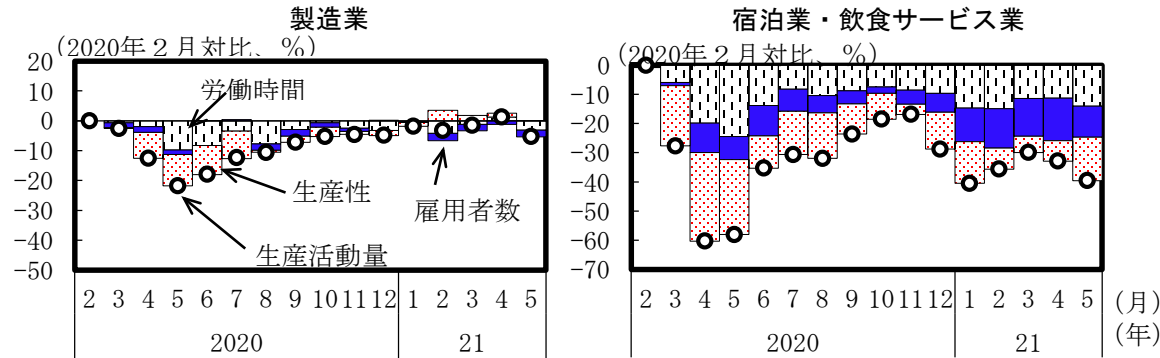 製造業
(2020年２月対比、%)
20
10
0
-10
-20
-30
-40
-50
労働時間
生産性
雇用者数
生産活動量
2 3 4 5 6 7 8 9 10 11 12 1 2 3 4 5
2020 21
宿泊業・飲食サービス業
(2020年２月対比、%)
0
-10
-20
-30
-40
-50
-60
-70
2 3 4 5 6 7 8 9 10 11 12 1 2 3 4 5 (月)
2020 21 (年)